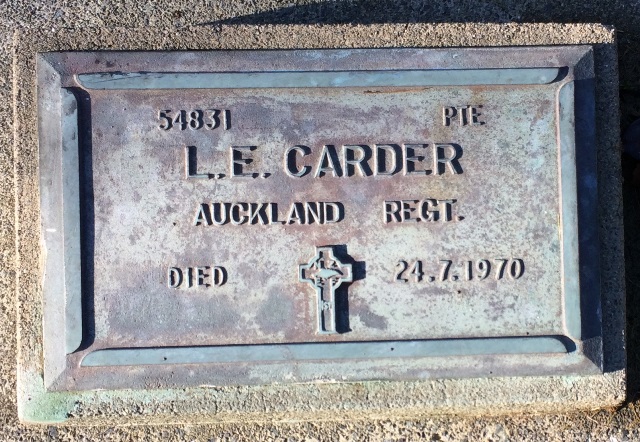 54831 PTE
L.E. CARDER
AUCKLAND REGT.
DIED 24.7.1970